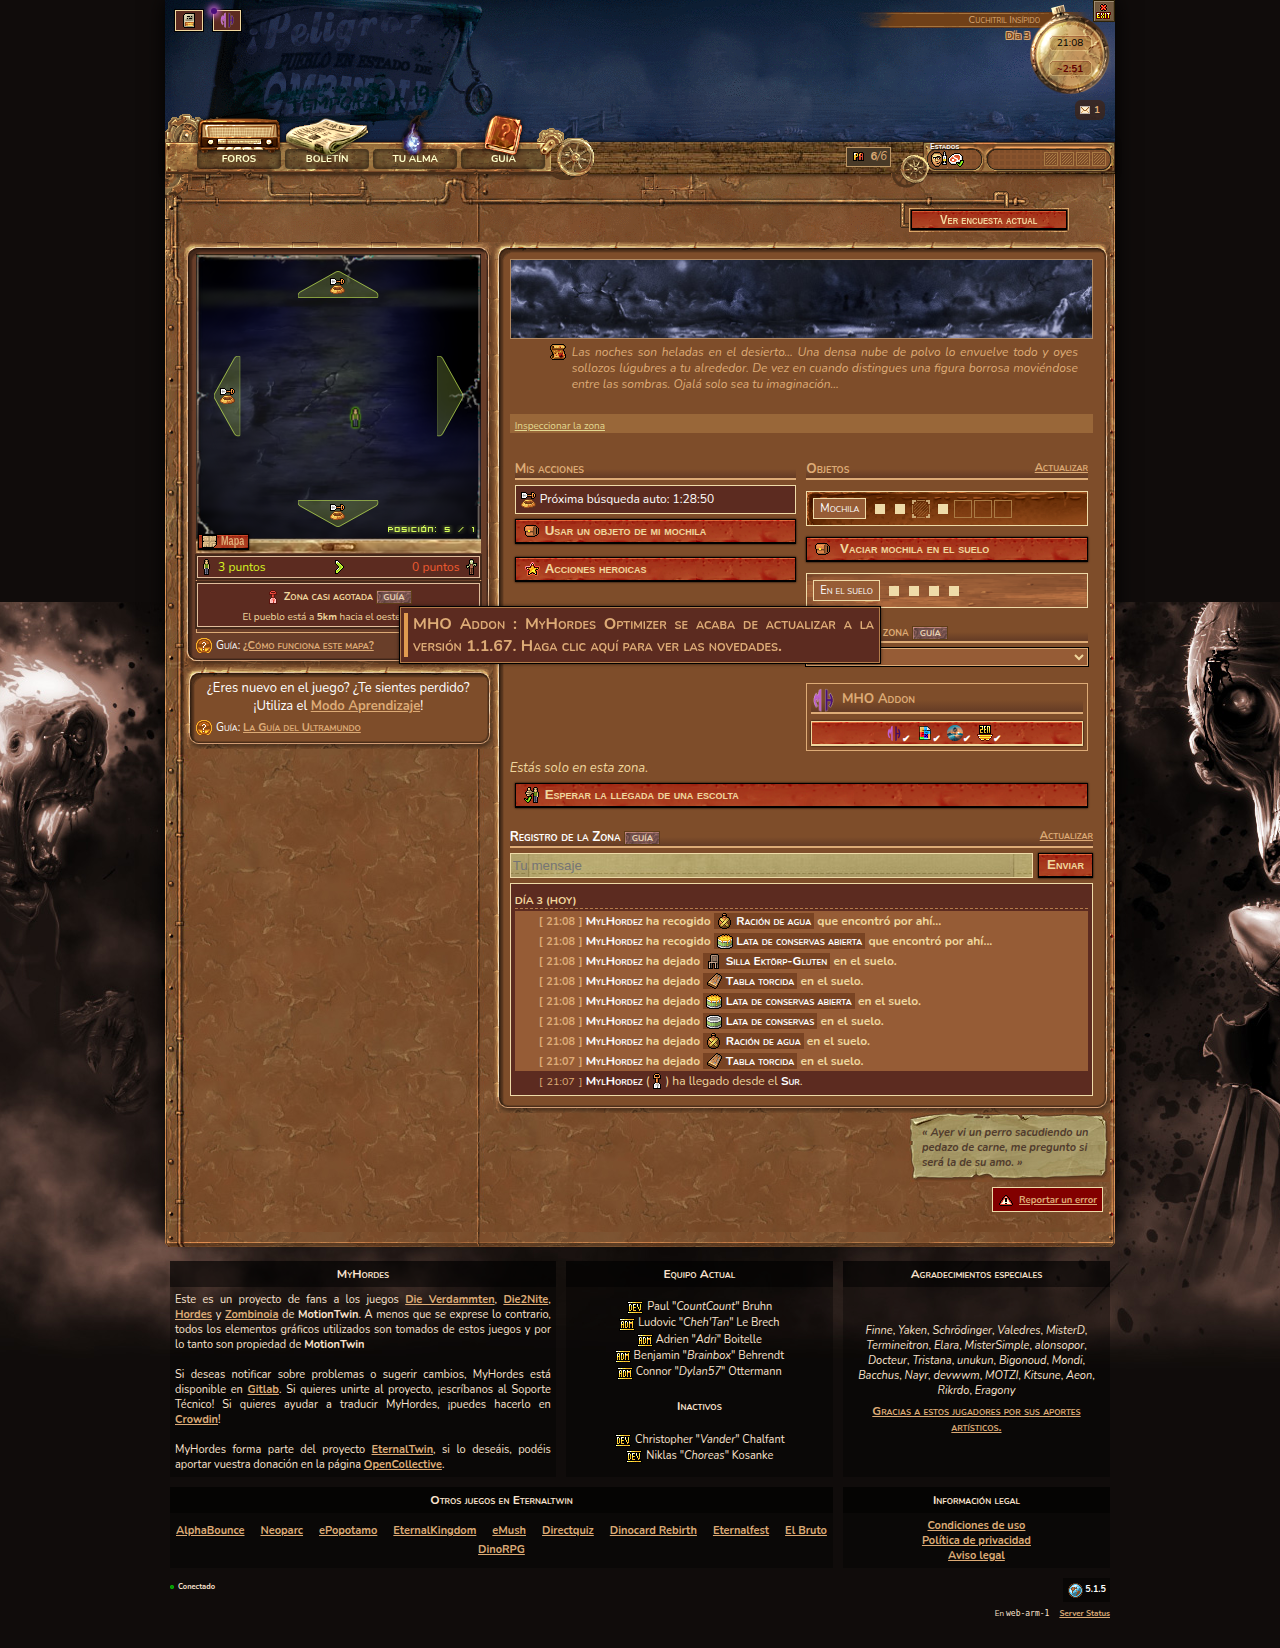 ¡Peligro!
PUEBLO EN ESTADO DE
Cuchitril Insípido
EXIT
Día 3
21:08
~2:51
1
FOROS
BOLETÍN
TU ALMA
GUIA
PA 6/6
Estados
Ver encuesta actual
Las noches son heladas en el desierto... Una densa nube de polvo lo envuelve todo y oyes
sollozos lúgubres a tu alrededor. De vez en cuando distingues una figura borrosa moviéndose
entre las sombras. Ojalá solo sea tu imaginación...
Inspeccionar la zona
Posición: 5 / 1
Mapa
3 puntos
0 puntos
Zona casi agotada GUÍA
El pueblo está a 5km hacia el oeste
Guía: ¿Cómo funciona este mapa?
¿Eres nuevo en el juego? ¿Te sientes perdido?
¡Utiliza el Modo Aprendizaje!
Guía: La Guía del Ultramundo
Mis acciones
Próxima búsqueda auto: 1:28:50
Usar un objeto de mi mochila
Acciones heroicas
Objetos
Actualizar
Mochila
Vaciar mochila en el suelo
En el suelo
MHO Addon : MyHordes Optimizer se acaba de actualizar a la
versión 1.1.67. Haga clic aquí para ver las novedades.
zona GUÍA
MHO Addon
Estás solo en esta zona.
Esperar la llegada de una escolta
Registro de la Zona GUÍA
Actualizar
Tu mensaje
Enviar
DÍA 3 (HOY)
[ 21:08 ] MylHordez ha recogido Ración de agua que encontró por ahí...
[ 21:08 ] MylHordez ha recogido Lata de conservas abierta que encontró por ahí...
[ 21:08 ] MylHordez ha dejado Silla Ektörp-Gluten en el suelo.
[ 21:08 ] MylHordez ha dejado Tabla torcida en el suelo.
[ 21:08 ] MylHordez ha dejado Lata de conservas abierta en el suelo.
[ 21:08 ] MylHordez ha dejado Lata de conservas en el suelo.
[ 21:08 ] MylHordez ha dejado Ración de agua en el suelo.
[ 21:07 ] MylHordez ha dejado Tabla torcida en el suelo.
[ 21:07 ] MylHordez ( ) ha llegado desde el Sur.
« Ayer vi un perro sacudiendo un
pedazo de carne, me pregunto si
será la de su amo. »
Reportar un error
MyHordes
Este es un proyecto de fans a los juegos Die Verdammten, Die2Nite,
Hordes y Zombinoia de MotionTwin. A menos que se exprese lo contrario,
todos los elementos gráficos utilizados son tomados de estos juegos y por
lo tanto son propiedad de MotionTwin
Si deseas notificar sobre problemas o sugerir cambios, MyHordes está
disponible en Gitlab. Si quieres unirte al proyecto, ¡escríbanos al Soporte
Técnico! Si quieres ayudar a traducir MyHordes, ¡puedes hacerlo en
Crowdin!
MyHordes forma parte del proyecto EternalTwin, si lo deseáis, podéis
aportar vuestra donación en la página OpenCollective.
Equipo Actual
DEV Paul "CountCount" Bruhn
ADM Ludovic "Cheh'Tan" Le Brech
ADM Adrien "Adri" Boitelle
ADM Benjamin "Brainbox" Behrendt
ADM Connor "Dylan57" Ottermann
Inactivos
DEV Christopher "Vander" Chalfant
DEV Niklas "Choreas" Kosanke
Agradecimientos especiales
Finne, Yaken, Schrödinger, Valedres, MisterD,
Termineitron, Elara, MisterSimple, alonsopor,
Docteur, Tristana, unukun, Bigonoud, Mondi,
Bacchus, Nayr, devwwm, MOTZI, Kitsune, Aeon,
Rikrdo, Eragony
Gracias a estos jugadores por sus aportes
artísticos.
Otros juegos en Eternaltwin
AlphaBounce Neoparc ePopotamo EternalKingdom eMush Directquiz Dinocard Rebirth Eternalfest El Bruto
DinoRPG
Información legal
Condiciones de uso
Política de privacidad
Aviso legal
Conectado
5.1.5
En web-arm-1 Server Status